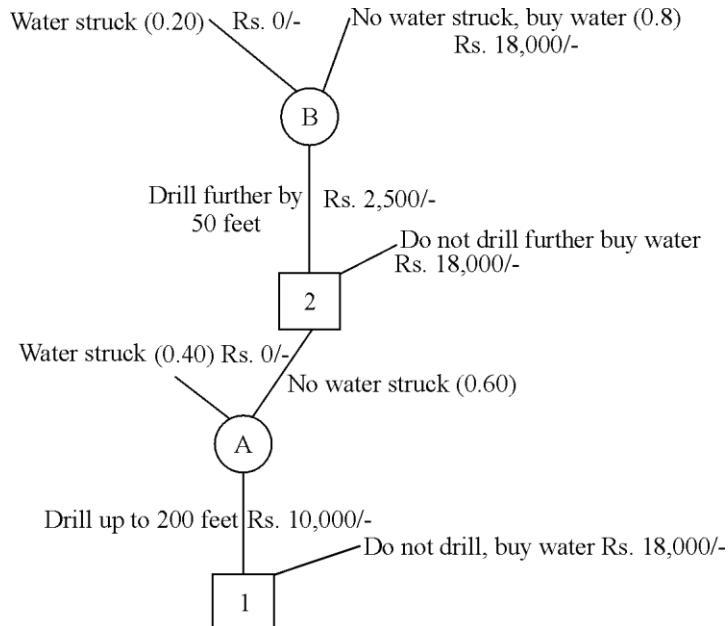 Water struck (0.20) Rs. 0/- No water struck, buy water (0.8)
Rs. 18,000/-
B
Drill further by Rs. 2,500/-
50 feet
Do not drill further buy water
Rs. 18,000/-
2
Water struck (0.40) Rs. 0/-
No water struck (0.60)
A
Drill up to 200 feet Rs. 10,000/-
Do not drill, buy water Rs. 18,000/-
1